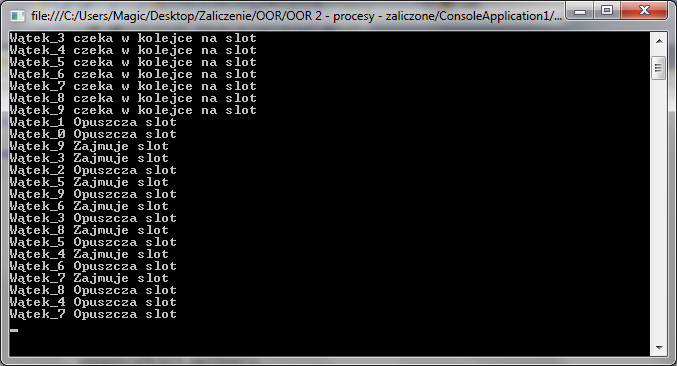 file:///C:/Users/Magic/Desktop/Zaliczenie/OOR/OOR 2 - procesy - zaliczone/ConsoleApplication1/...
Wątek_3 czeka w kolejce na slot
Wątek_4 czeka w kolejce na slot
Wątek_5 czeka w kolejce na slot
Wątek_6 czeka w kolejce na slot
Wątek_7 czeka w kolejce na slot
Wątek_8 czeka w kolejce na slot
Wątek_9 czeka w kolejce na slot
Wątek_1 Opuszcza slot
Wątek_0 Opuszcza slot
Wątek_9 Zajmuje slot
Wątek_3 Zajmuje slot
Wątek_2 Opuszcza slot
Wątek_5 Zajmuje slot
Wątek_9 Opuszcza slot
Wątek_6 Zajmuje slot
Wątek_3 Opuszcza slot
Wątek_8 Zajmuje slot
Wątek_5 Opuszcza slot
Wątek_4 Zajmuje slot
Wątek_6 Opuszcza slot
Wątek_7 Zajmuje slot
Wątek_8 Opuszcza slot
Wątek_4 Opuszcza slot
Wątek_7 Opuszcza slot